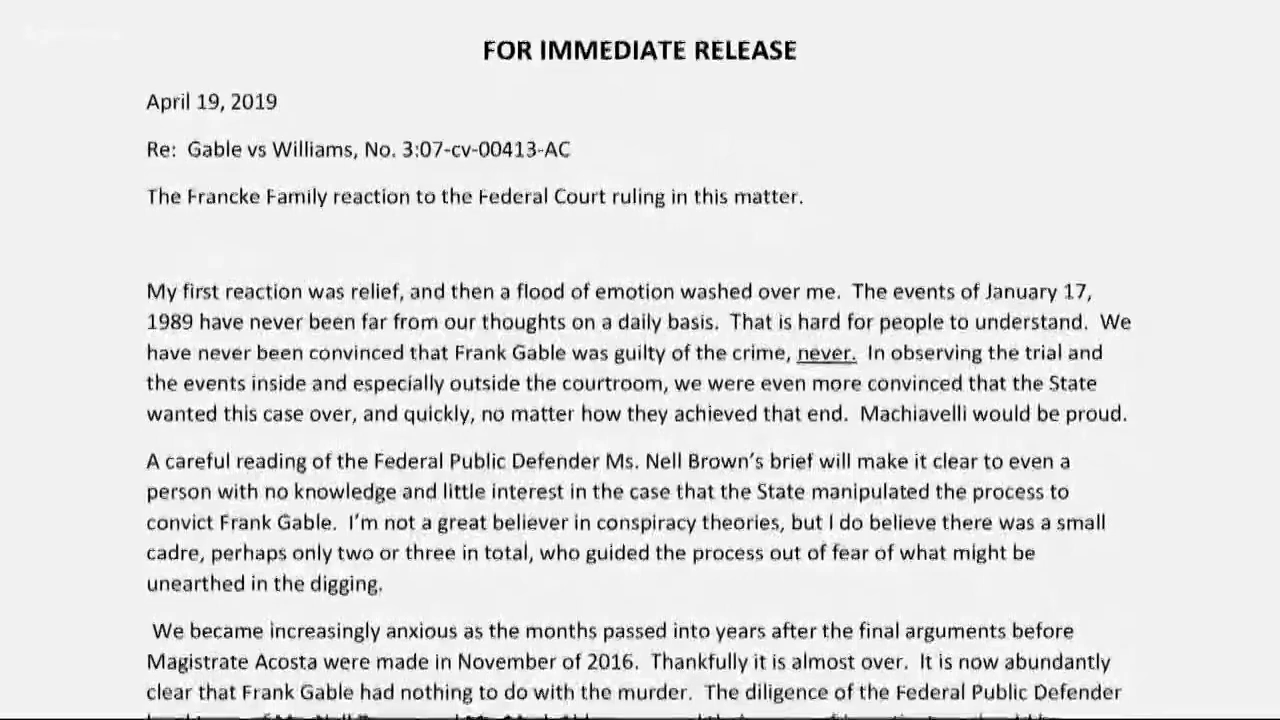 FOR IMMEDIATE RELEASE
April 19, 2019
Re:  Gable vs Williams, No. 3:07-cv-00413-AC
The Francke Family reaction to the Federal Court ruling in this matter.
My first reaction was relief, and then a flood of emotion washed over me.  The events of January 17,
1989 have never been far from our thoughts on a daily basis.  That is hard for people to understand.  We
have never been convinced that Frank Gable was guilty of the crime, never.  In observing the trial and
the events inside and especially outside the courtroom, we were even more convinced that the State
wanted this case over, and quickly, no matter how they achieved that end.  Machiavelli would be proud.
A careful reading of the Federal Public Defender Ms. Nell Brown's brief will make it clear to even a
person with no knowledge and little interest in the case that the State manipulated the process to
convict Frank Gable.  I'm not a great believer in conspiracy theories, but I do believe there was a small
cadre, perhaps only two or three in total, who guided the process out of fear of what might be
unearthed in the digging.
We became increasingly anxious as the months passed into years after the final arguments before
Magistrate Acosta were made in November of 2016.  Thankfully it is almost over.  It is now abundantly
clear that Frank Gable had nothing to do with the murder.  The diligence of the Federal Public Defender